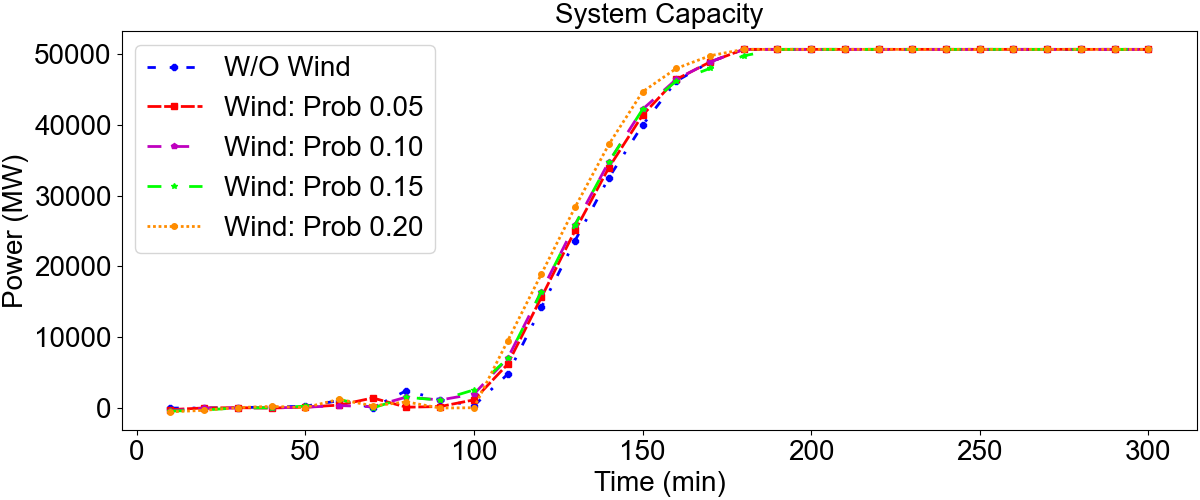 System Capacity
50000
40000
30000
20000
10000
0
Power (MW)
W/O Wind
Wind: Prob 0.05
Wind: Prob 0.10
Wind: Prob 0.15
Wind: Prob 0.20
0 50 100 150 200 250 300
Time (min)